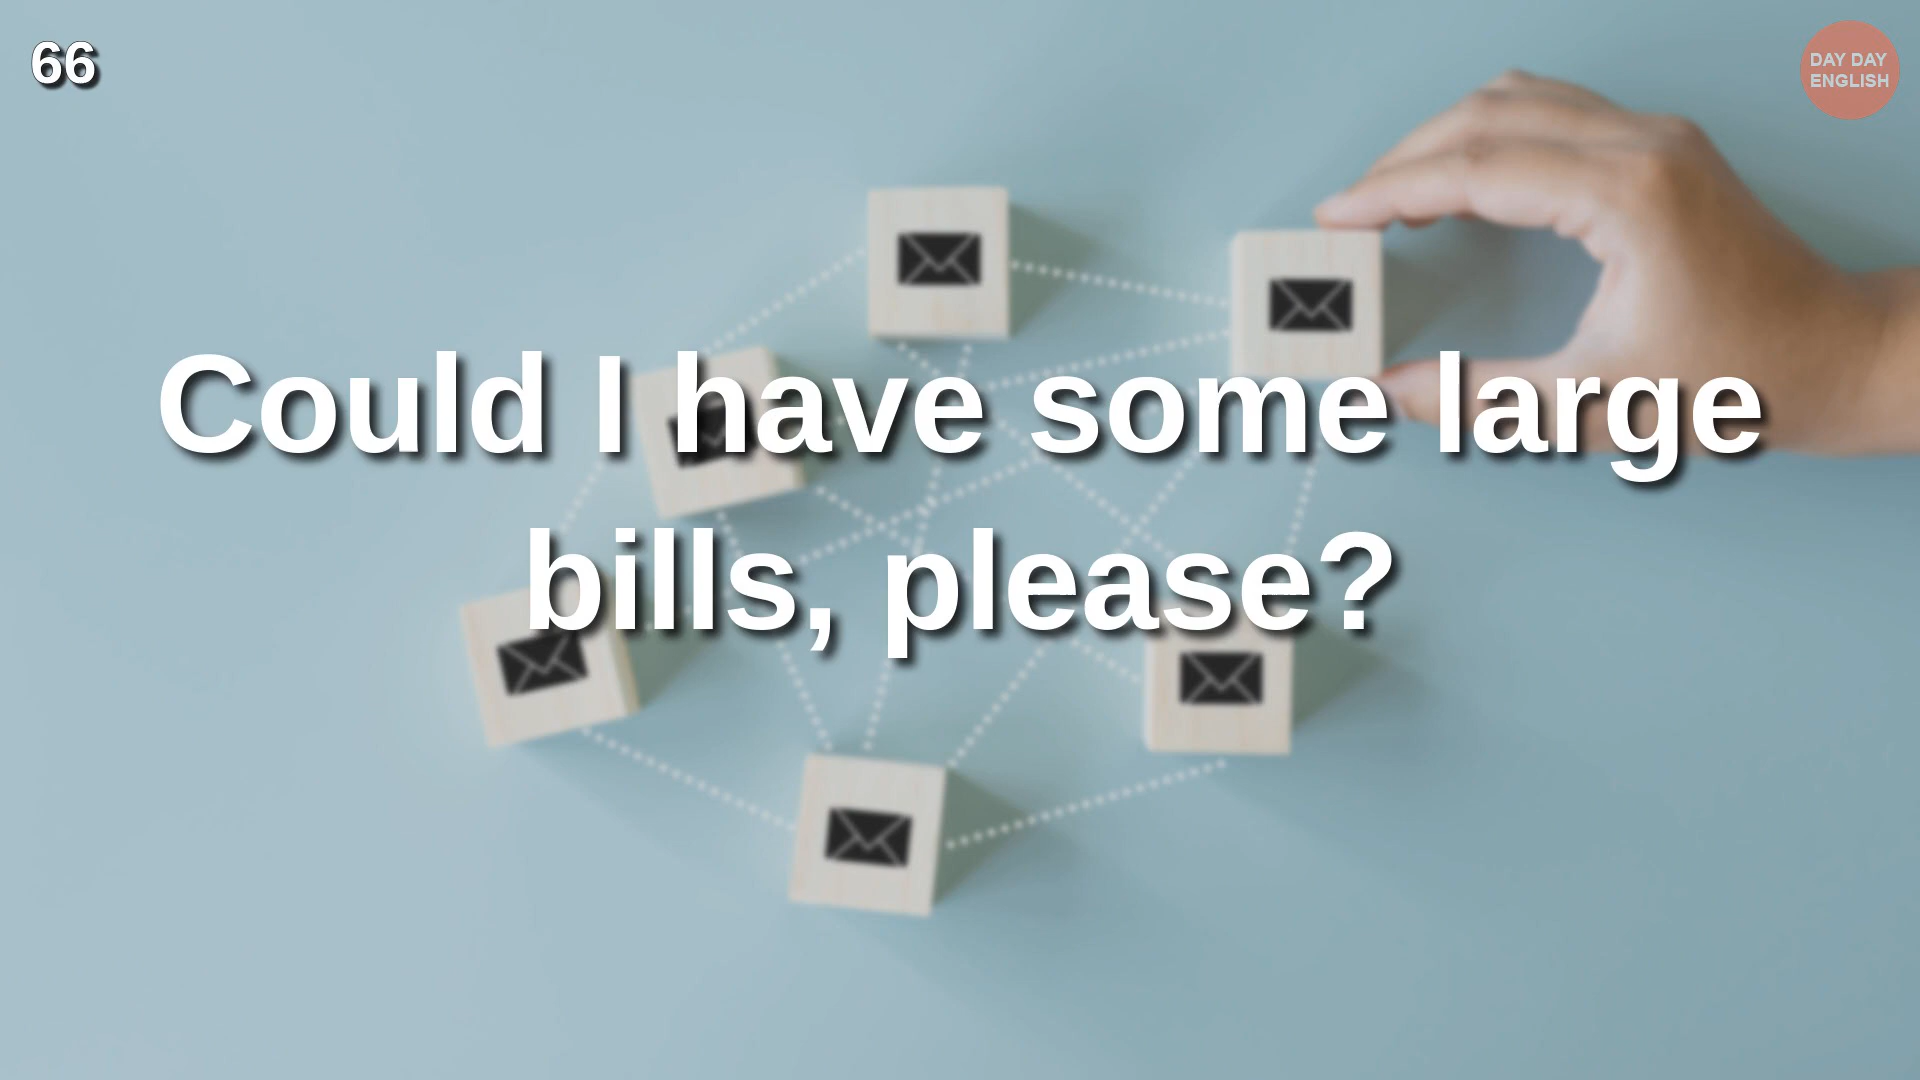 66
DAY DAY
ENGLISH
Could I have some large
bills, please?